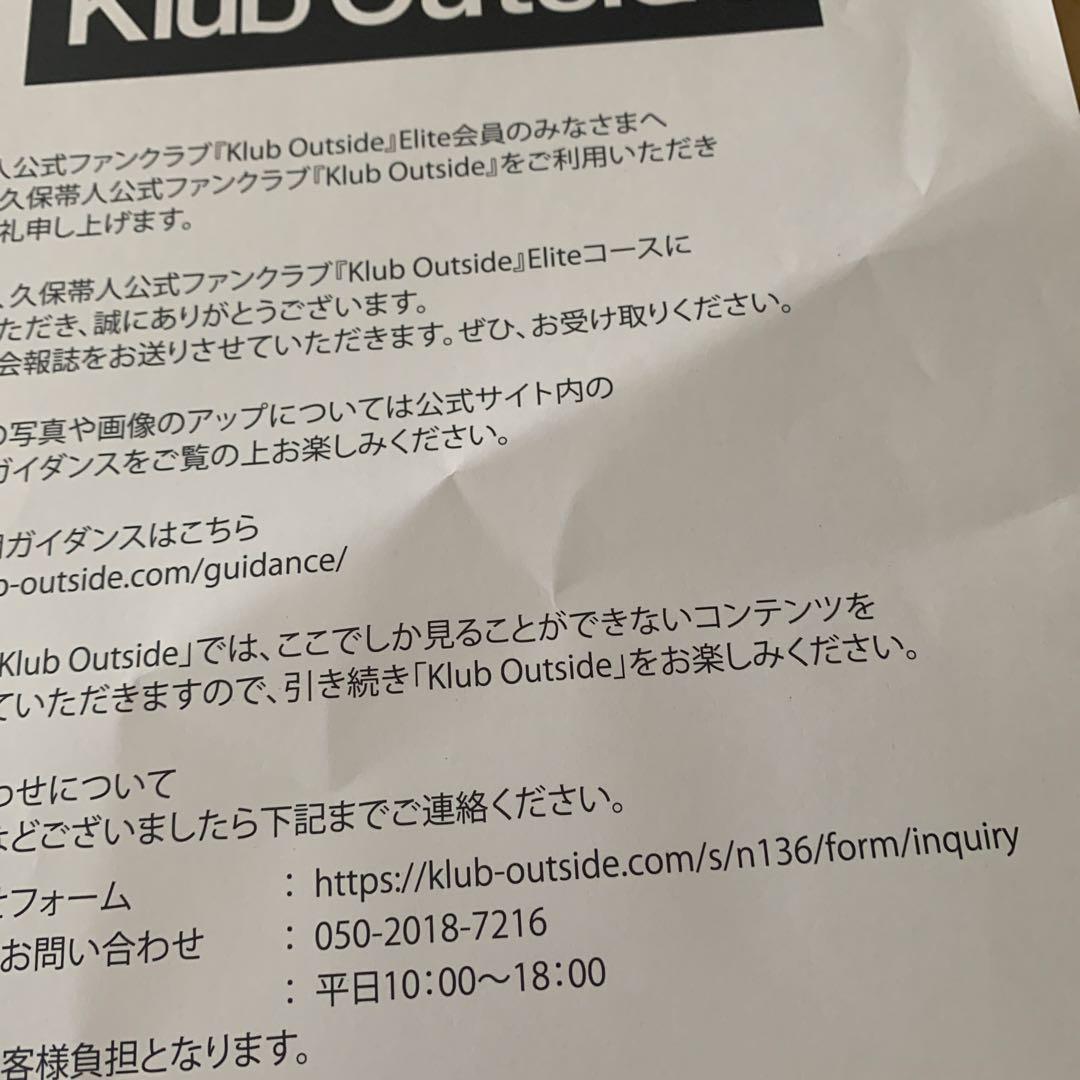 Klub Outside
人公式ファンクラブ『Klub Outside』Elite会員のみなさまへ
久保帯人公式ファンクラブ『Klub Outside』をご利用いただき
礼申し上げます。
、久保帯人公式ファンクラブ『Klub Outside』Eliteコースに
ただき、誠にありがとうございます。
会報誌をお送りさせていただきます。ぜひ、お受け取りください。
の写真や画像のアップについては公式サイト内の
ガイダンスをご覧の上お楽しみください。
ガイダンスはこちら
b-outside.com/guidance/
Klub Outside」では、ここでしか見ることができないコンテンツを
ていただきますので、引き続き「Klub Outside」をお楽しみください。
わせについて
などございましたら下記までご連絡ください。
せフォーム : https://klub-outside.com/s/n136/form/inquiry
お問い合わせ : 050-2018-7216
: 平日10：00〜18：00
客様負担となります。